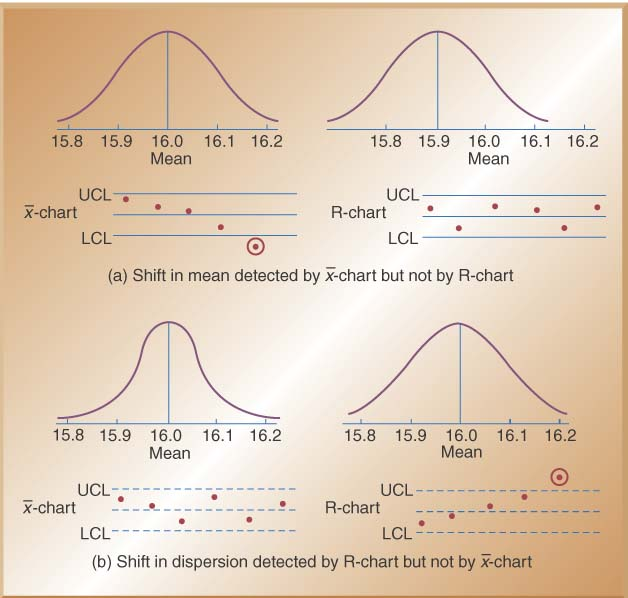 15.8 15.9 16.0 16.1 16.2
Mean
15.8 15.9 16.0 16.1 16.2
Mean
UCL
x̅-chart
LCL
UCL
R-chart
LCL
(a) Shift in mean detected by x̅-chart but not by R-chart
15.8 15.9 16.0 16.1 16.2
Mean
15.8 15.9 16.0 16.1 16.2
Mean
UCL
x̅-chart
LCL
UCL
R-chart
LCL
(b) Shift in dispersion detected by R-chart but not by x̅-chart